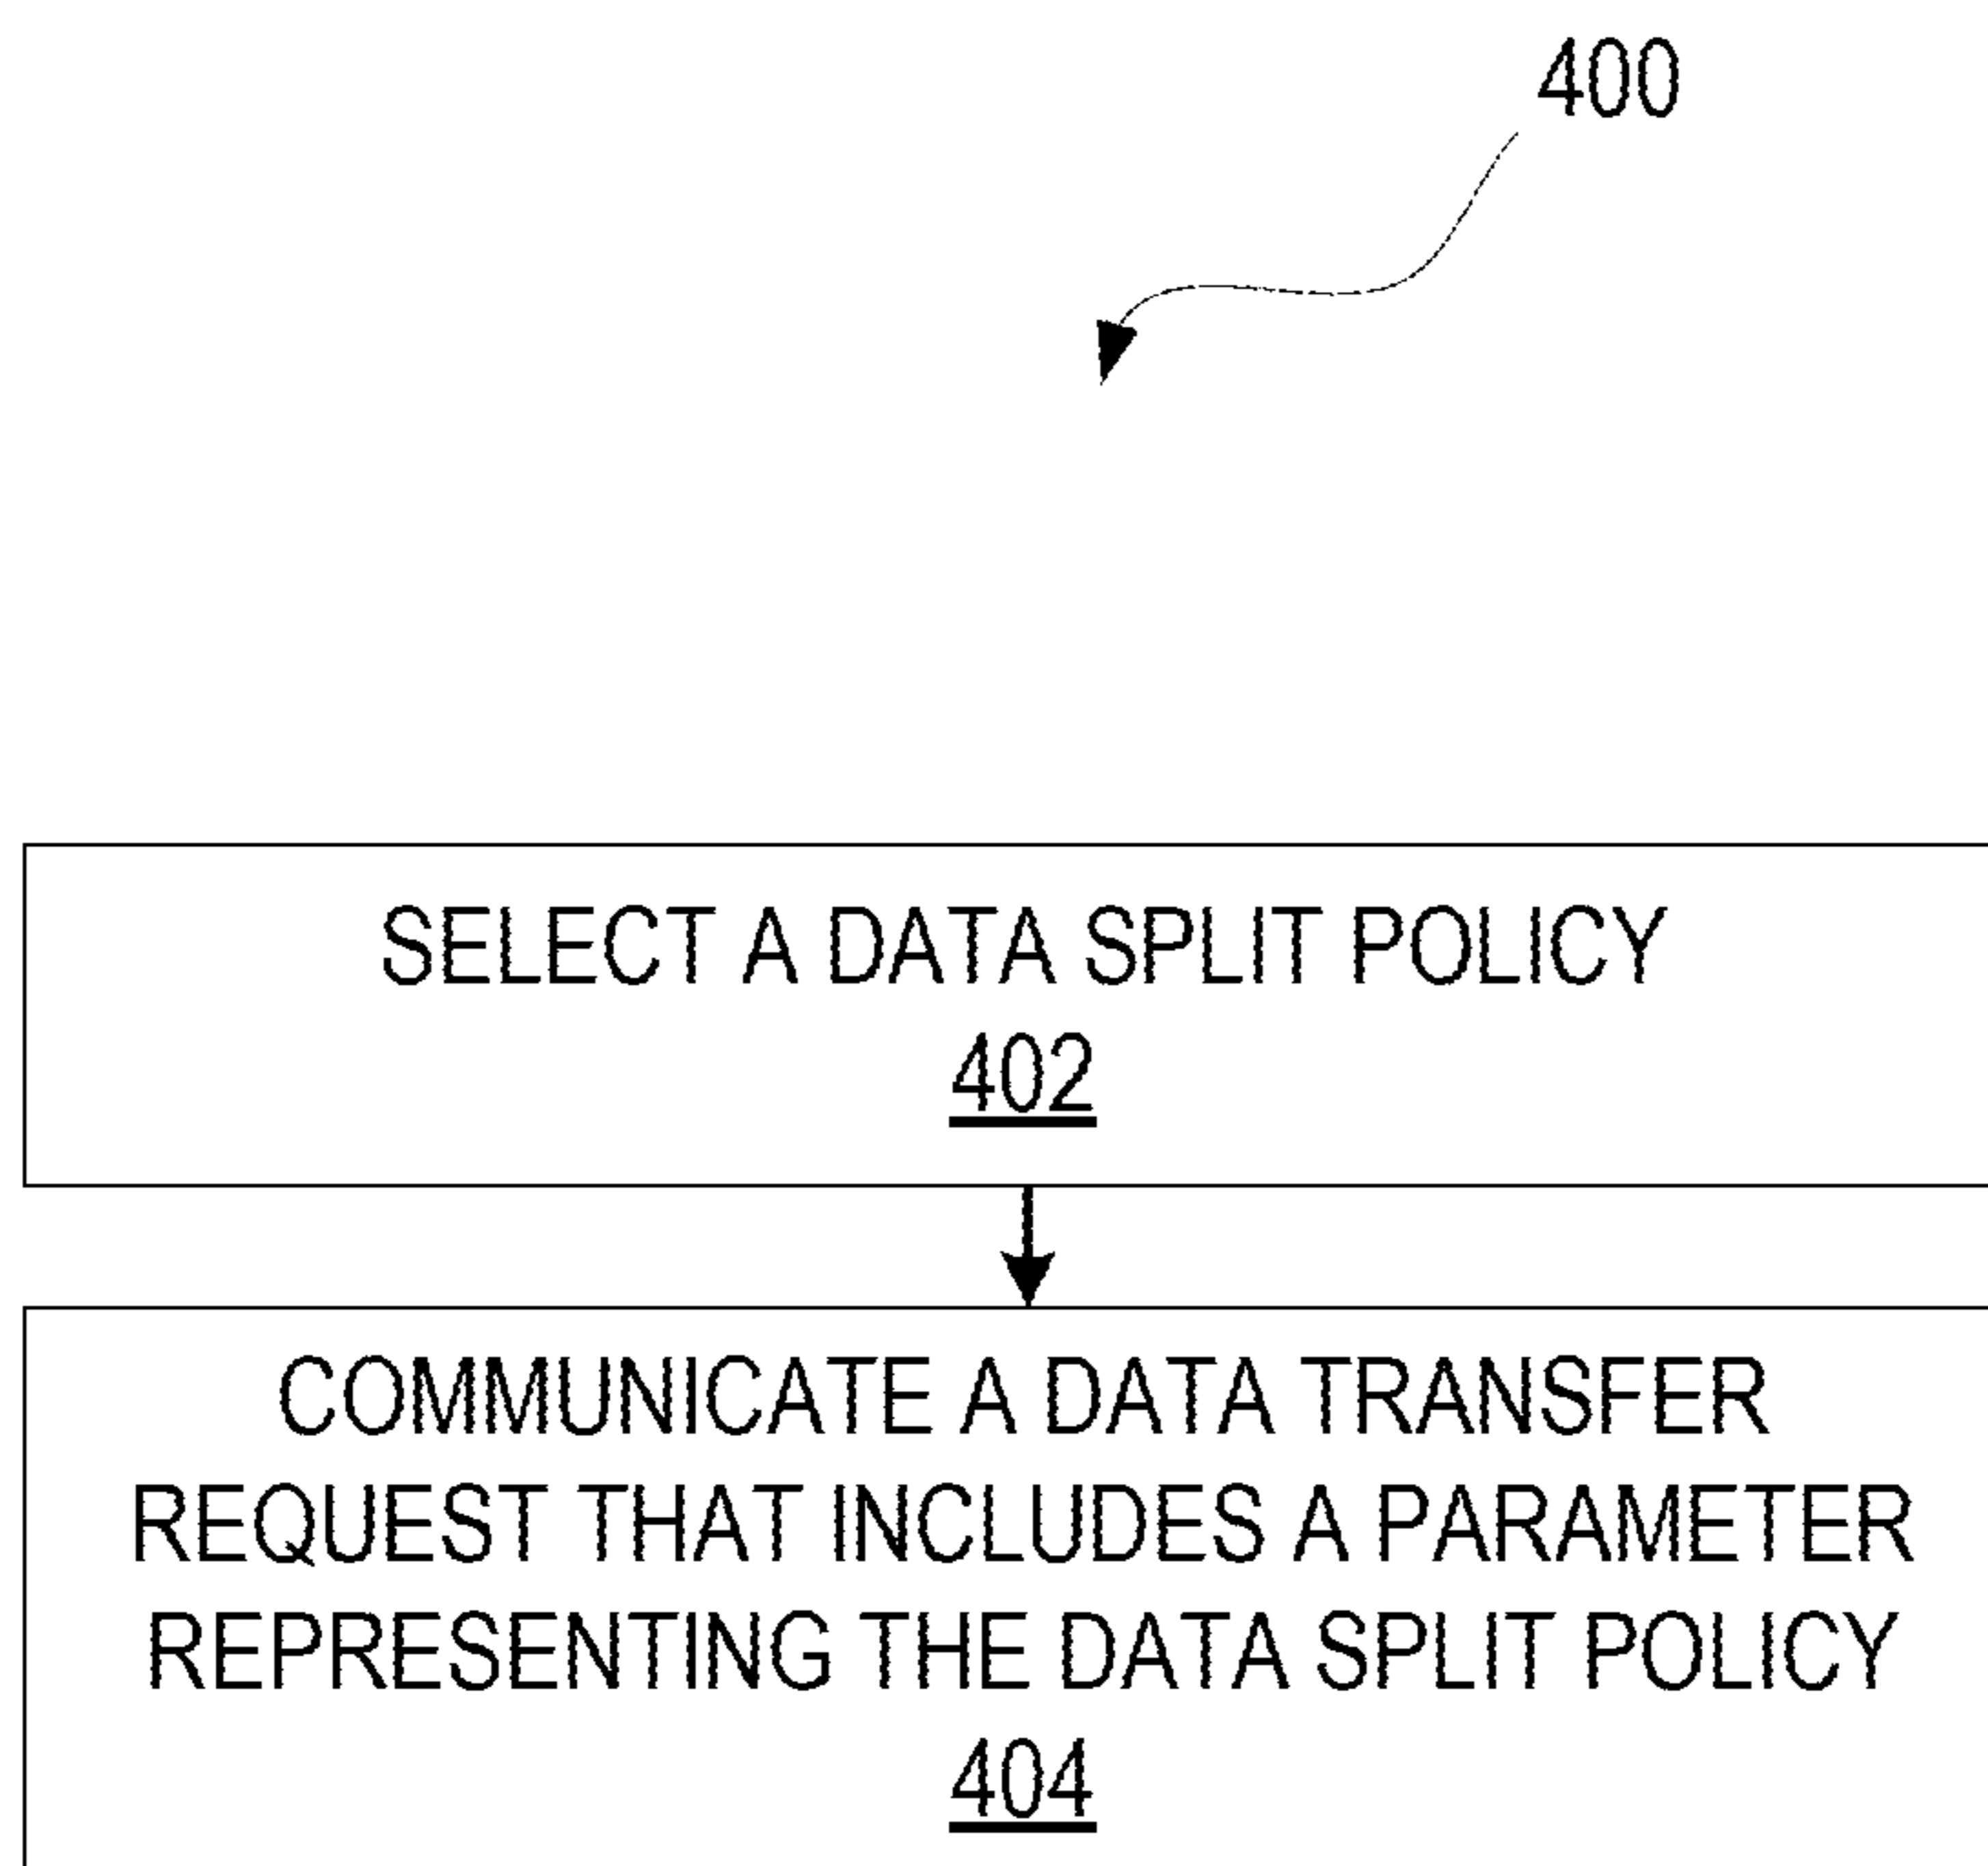 400
SELECT A DATA SPLIT POLICY
402
COMMUNICATE A DATA TRANSFER
REQUEST THAT INCLUDES A PARAMETER
REPRESENTING THE DATA SPLIT POLICY
404